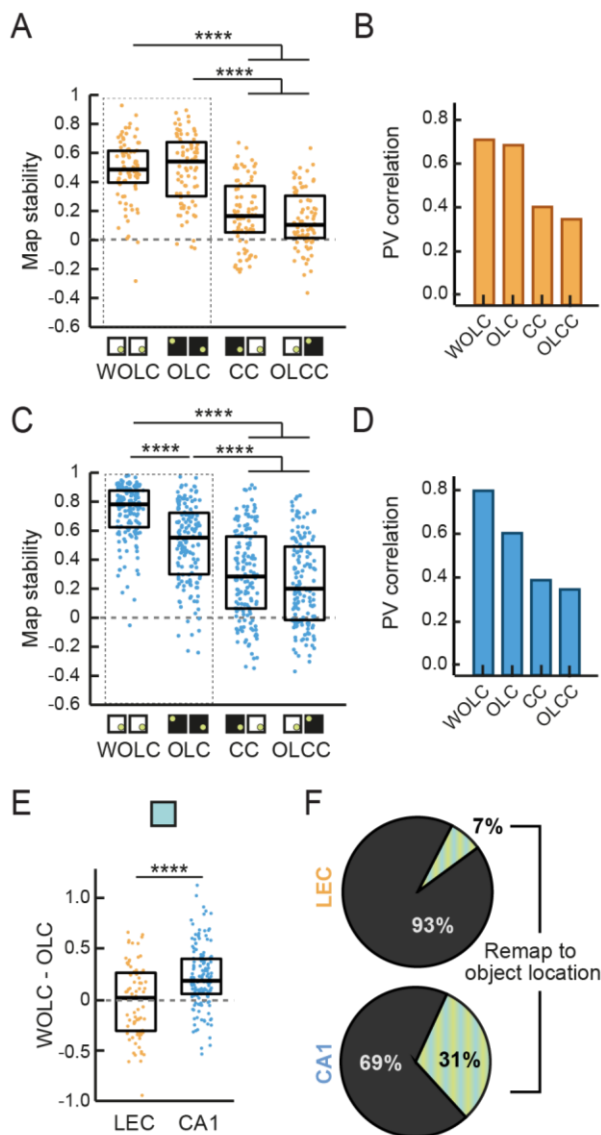 A
****
****
Map stability
1
0.8
0.6
0.4
0.2
0
-0.2
-0.4
-0.6
WOLC OLC CC OLCC
B
PV correlation
0.8
0.6
0.4
0.2
0.0
WOLC OLC CC OLCC
C
****
**** ****
Map stability
1
0.8
0.6
0.4
0.2
0
-0.2
-0.4
-0.6
WOLC OLC CC OLCC
D
PV correlation
0.8
0.6
0.4
0.2
0.0
WOLC OLC CC OLCC
E
****
WOLC - OLC
1.0
0.5
0
-0.5
-1.0
LEC CA1
F
LEC
7%
93%
Remap to
object location
CA1
69% 31%